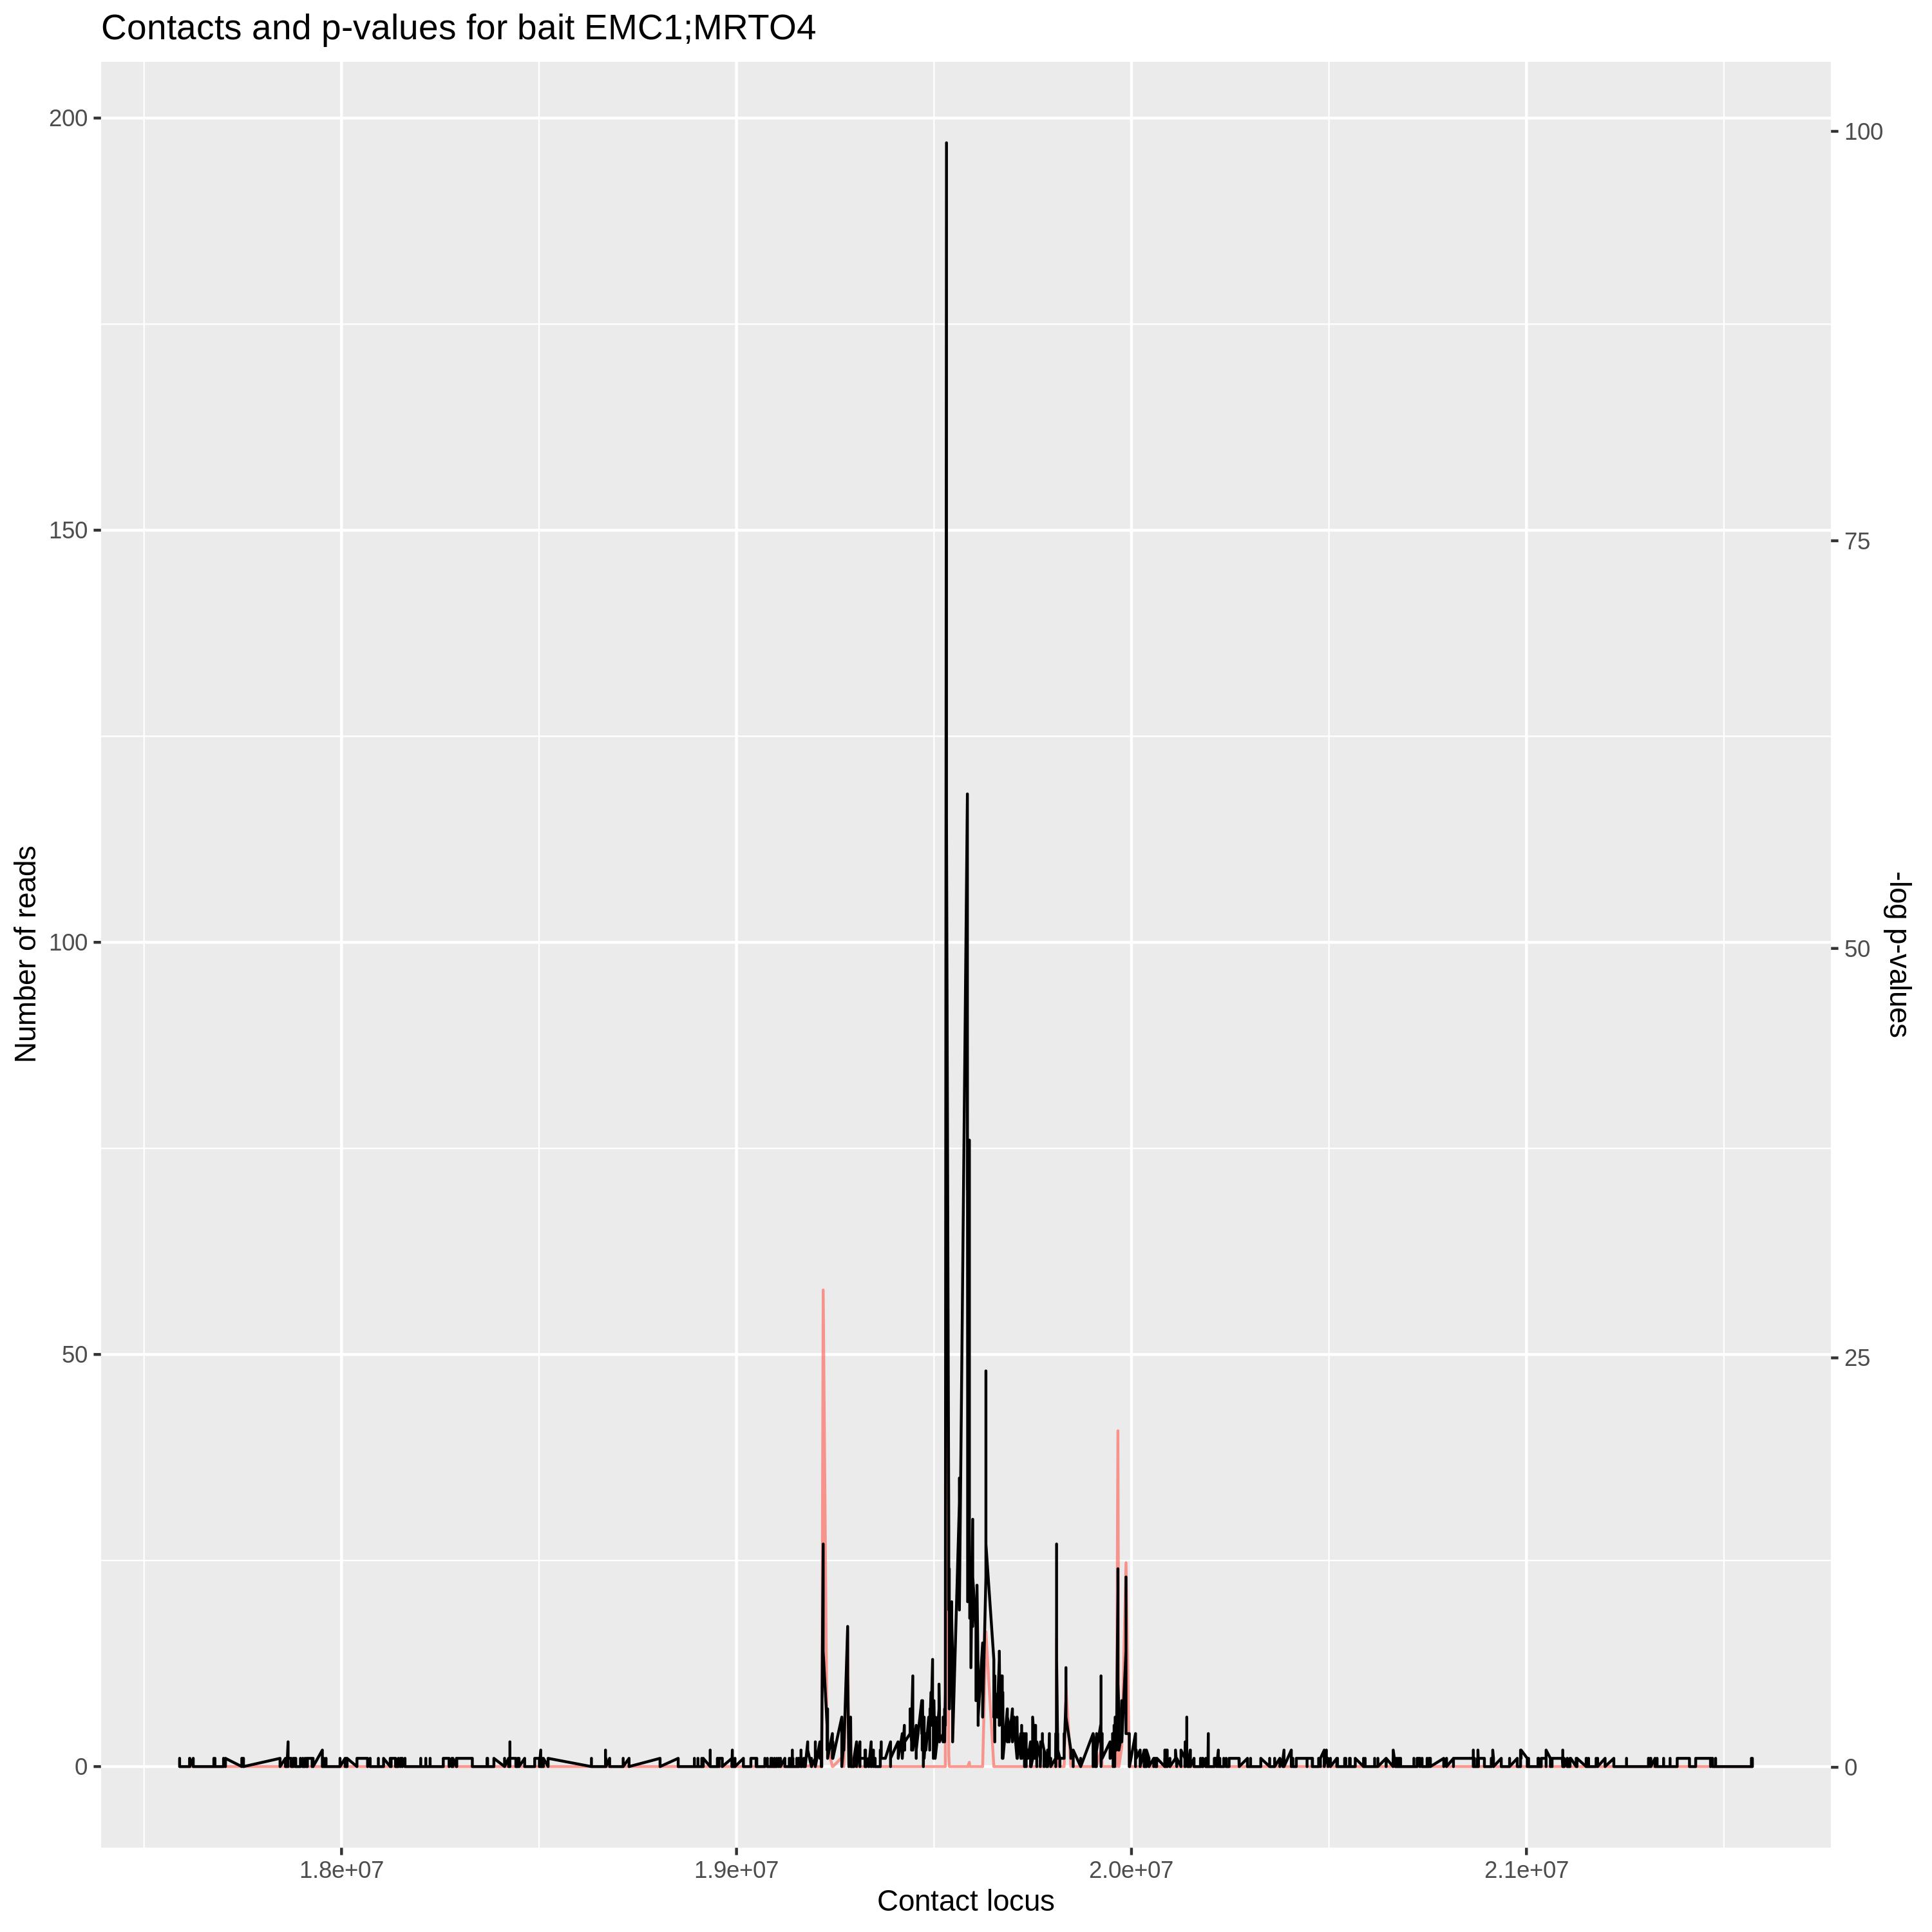 Contacts and p-values for bait EMC1;MRTO4
200
150
100
50
0
Number of reads
100
75
50
25
0
-log p-values
1.8e+07
1.9e+07
2.0e+07
2.1e+07
Contact locus